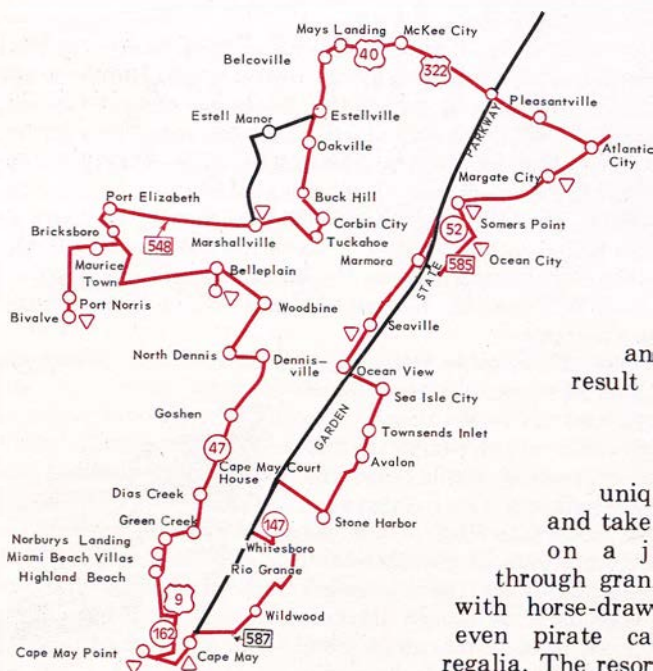 Mays Landing
McKee City
Belcoville
40
322
Pleasantville
Estell Manor
Estellville
PARKWAY
Atlantic
City
Oakville
Margate City
Port Elizabeth
Buck Hill
Corbin City
52
Somers Point
Bricksboro
548
Marshallville
Tuckahoe
Marmora
STATE
585
Ocean City
Maurice
Town
Belleplain
Port Norris
Woodbine
Bivalve
Seaville
North Dennis
Dennis-
ville
Ocean View
Sea Isle City
GARDEN
Goshen
Townsends Inlet
47
Cape May Court
House
Avalon
Dias Creek
Green Creek
147
Stone Harbor
Norburys Landing
Whitesboro
Miami Beach Villas
Rio Grande
Highland Beach
9
Wildwood
162
587
Cape May Point
Cape May
an
result
uniq
and take
on a j
through gran
with horse-draw
even pirate ca
regalia. The resor